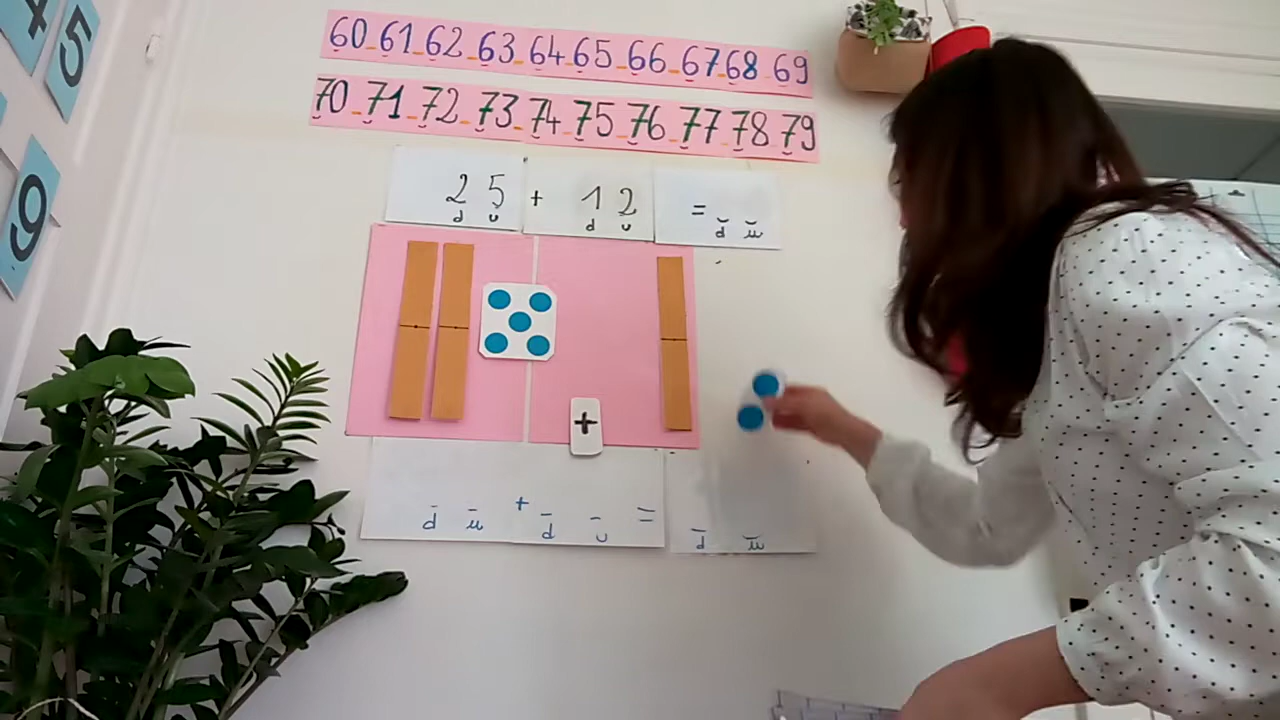 4
5
9
60 61 62 63 64 65 66 67 68 69
70 71 72 73 74 75 76 77 78 79
25 + 12 =
d u d u d u
+
d u + d u = d u